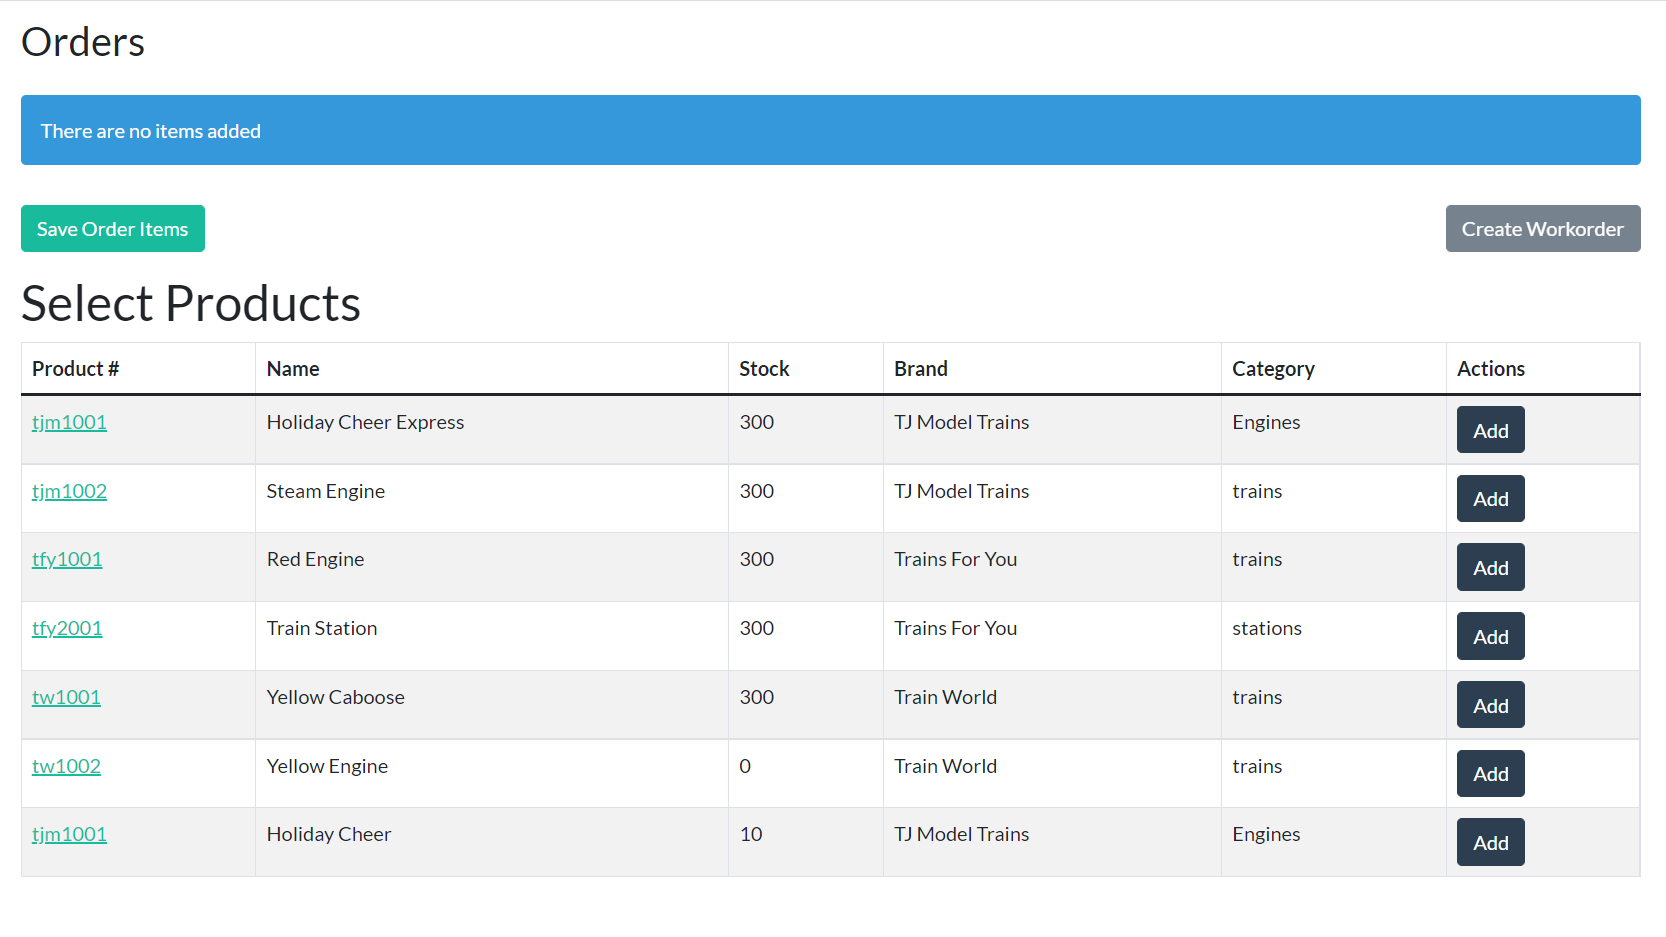 Orders
There are no items added
Save Order Items Create Workorder
Select Products
Product # Name Stock Brand Category Actions
tjm1001 Holiday Cheer Express 300 TJ Model Trains Engines Add
tjm1002 Steam Engine 300 TJ Model Trains trains Add
tfy1001 Red Engine 300 Trains For You trains Add
tfy2001 Train Station 300 Trains For You stations Add
tw1001 Yellow Caboose 300 Train World trains Add
tw1002 Yellow Engine 0 Train World trains Add
tjm1001 Holiday Cheer 10 TJ Model Trains Engines Add